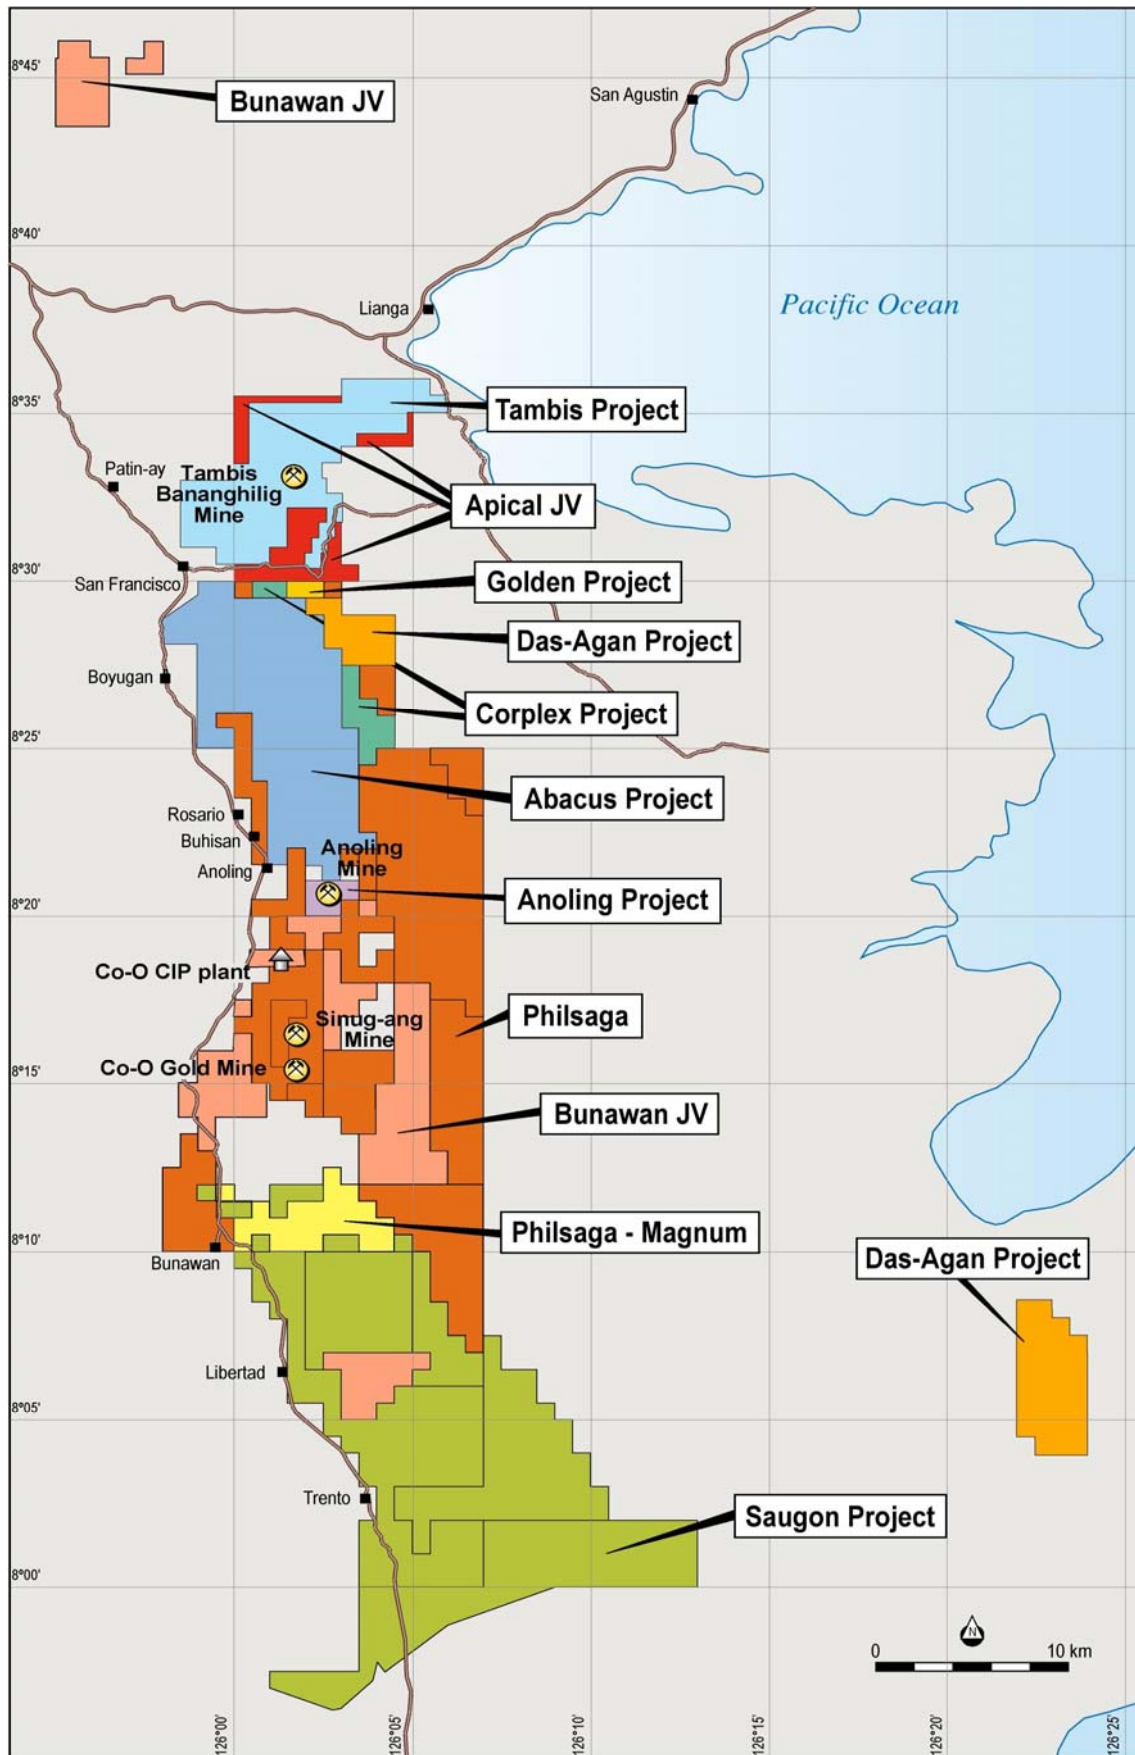 8°45'
Bunawan JV
San Agustin
8°40'
Lianga
Pacific Ocean
8°35'
Tambis Project
Patin-ay
Tambis
Bananghilig
Mine
Apical JV
8°30'
San Francisco
Golden Project
Das-Agan Project
Boyugan
Corplex Project
8°25'
Abacus Project
Rosario
Buhisan
Anoling
Anoling
Mine
Anoling Project
8°20'
Co-O CIP plant
Sinug-ang
Mine
Philsaga
Co-O Gold Mine
8°15'
Bunawan JV
Philsaga - Magnum
8°10'
Bunawan
Das-Agan Project
Libertad
8°05'
Trento
Saugon Project
8°00'
N
0 10 km
126°00'
126°05'
126°10'
126°15'
126°20'
126°25'